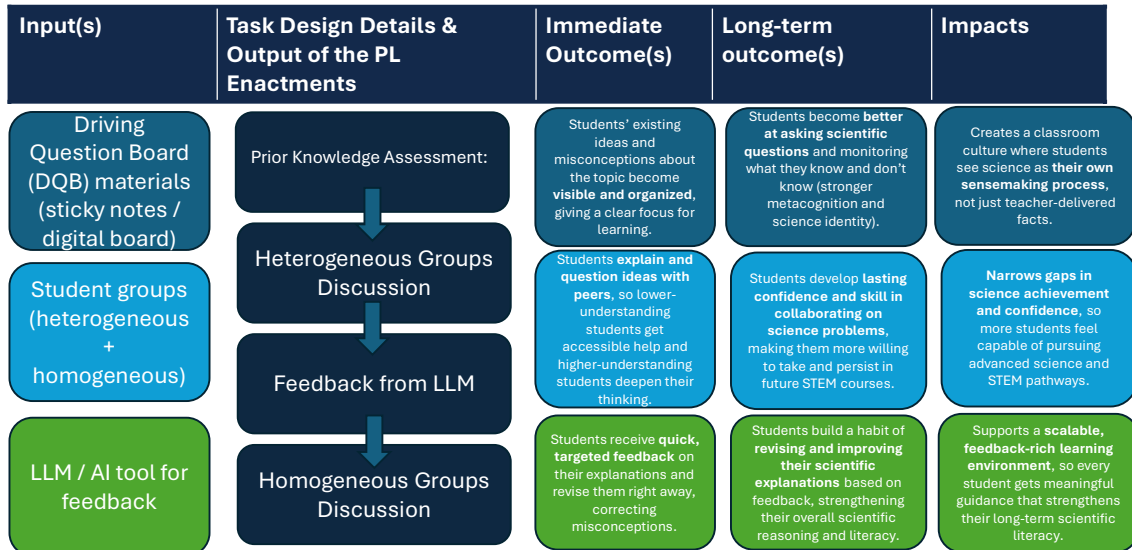 Input(s)
Task Design Details &
Output of the PL
Enactments
Immediate
Outcome(s)
Long-term
outcome(s)
Impacts
Driving
Question Board
(DQB) materials
(sticky notes /
digital board)
Prior Knowledge Assessment:
Students’ existing
ideas and
misconceptions about
the topic become
visible and organized,
giving a clear focus for
learning.
Students become better
at asking scientific
questions and monitoring
what they know and don’t
know (stronger
metacognition and
science identity).
Creates a classroom
culture where students
see science as
their own
sensemaking process,
not just teacher-delivered
facts.
Student groups
(heterogeneous
+
homogeneous)
Heterogeneous Groups
Discussion
Students explain and
question ideas with
peers, so lower-
understanding
students get
accessible help and
higher-understanding
students deepen their
thinking.
Students develop lasting
confidence and skill in
collaborating on
science problems,
making them more willing
to take and persist in
future STEM courses.
Narrows gaps in
science achievement
and confidence, so
more students feel
capable of pursuing
advanced science and
STEM pathways.
Feedback from LLM
LLM / AI tool for
feedback
Homogeneous Groups
Discussion
Students receive quick,
targeted feedback on
their explanations and
revise them right away,
correcting
misconceptions.
Students build a habit of
revising and improving
their scientific
explanations based on
feedback, strengthening
their overall scientific
reasoning and literacy.
Supports a scalable,
feedback-rich learning
environment, so every
student gets meaningful
guidance that strengthens
their long-term scientific
literacy.